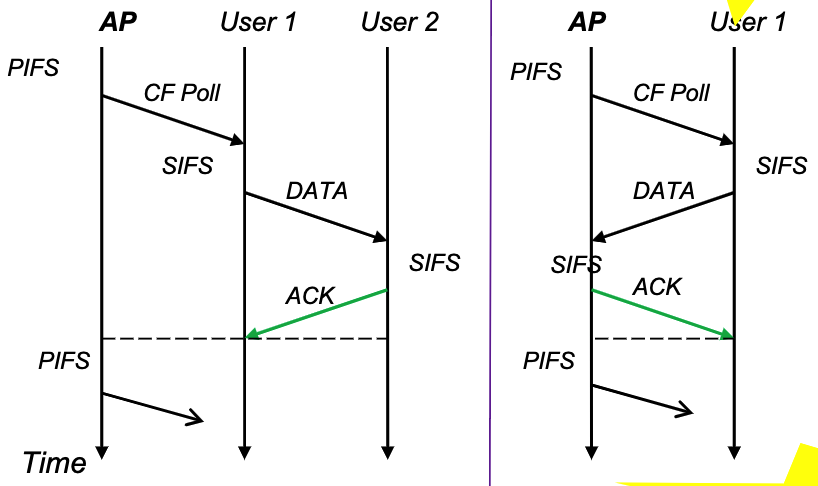 AP User 1 User 2
PIFS
CF Poll
SIFS
DATA
SIFS
ACK
PIFS
Time
AP User 1
PIFS
CF Poll
SIFS
DATA
SIFS
ACK
PIFS